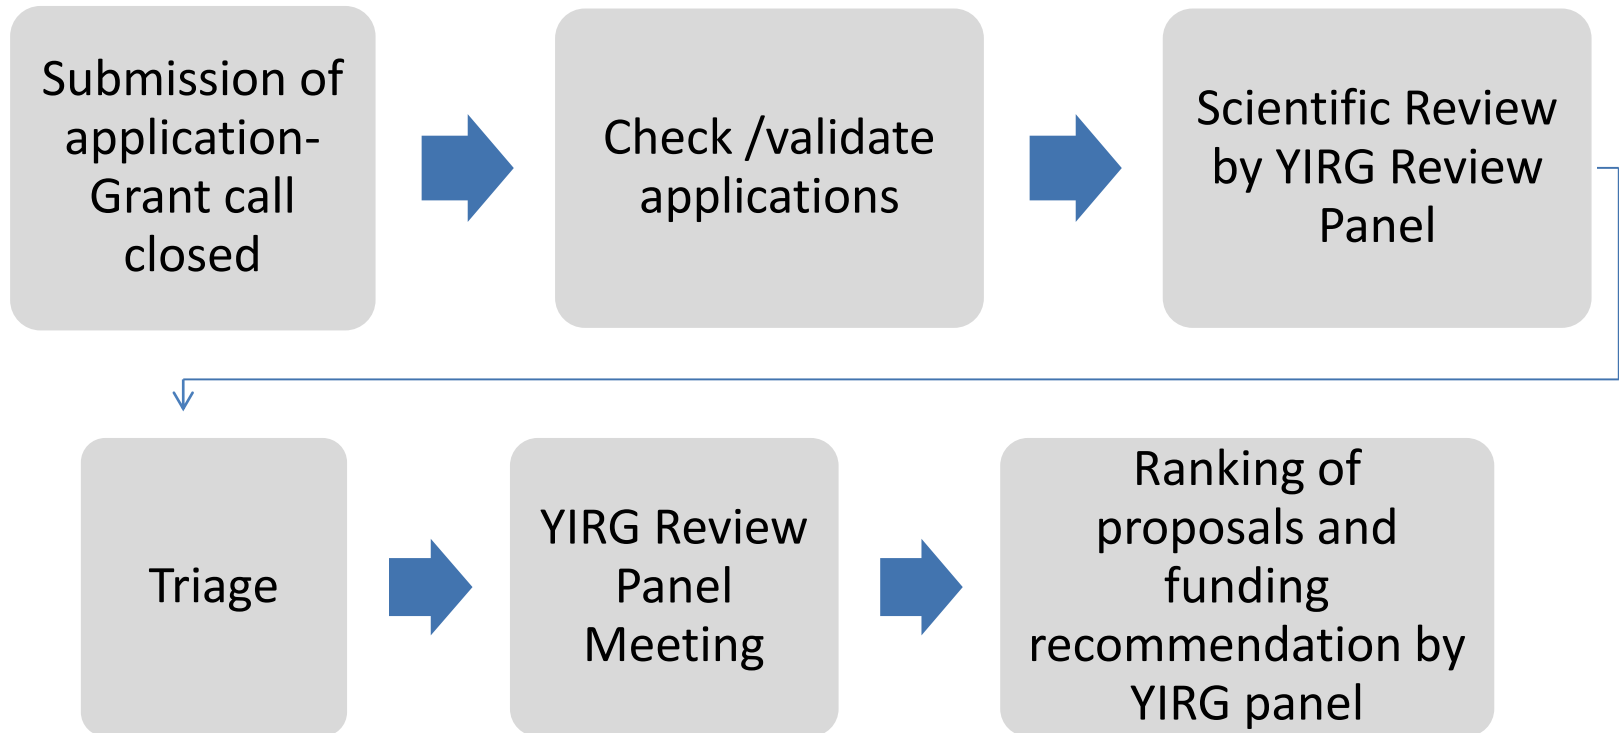 Submission of
application-
Grant call
closed
Check /validate
applications
Scientific Review
by YIRG Review
Panel
Triage
YIRG Review
Panel
Meeting
Ranking of
proposals and
funding
recommendation by
YIRG panel